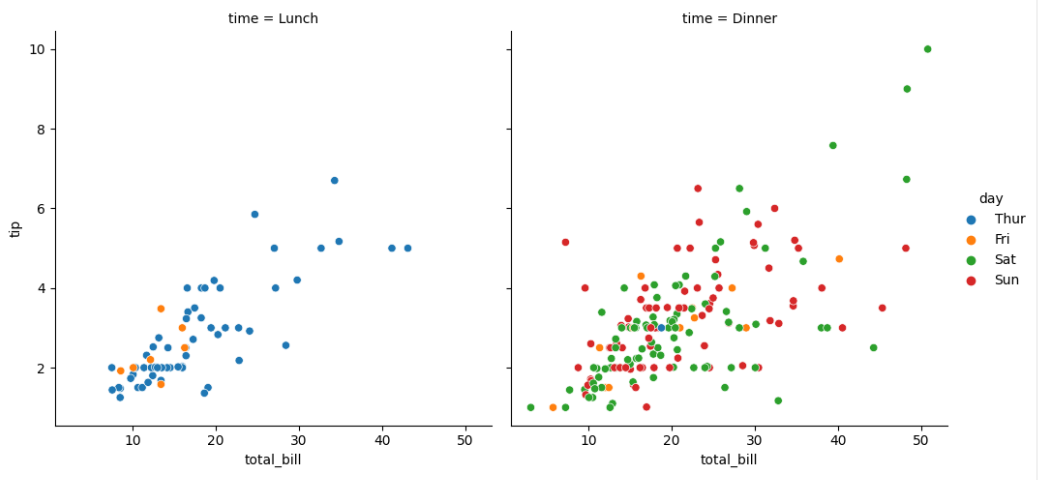 time = Lunch
time = Dinner
10
8
6
4
2
tip
10 20 30 40 50
10 20 30 40 50
total_bill
total_bill
day
Thur
Fri
Sat
Sun